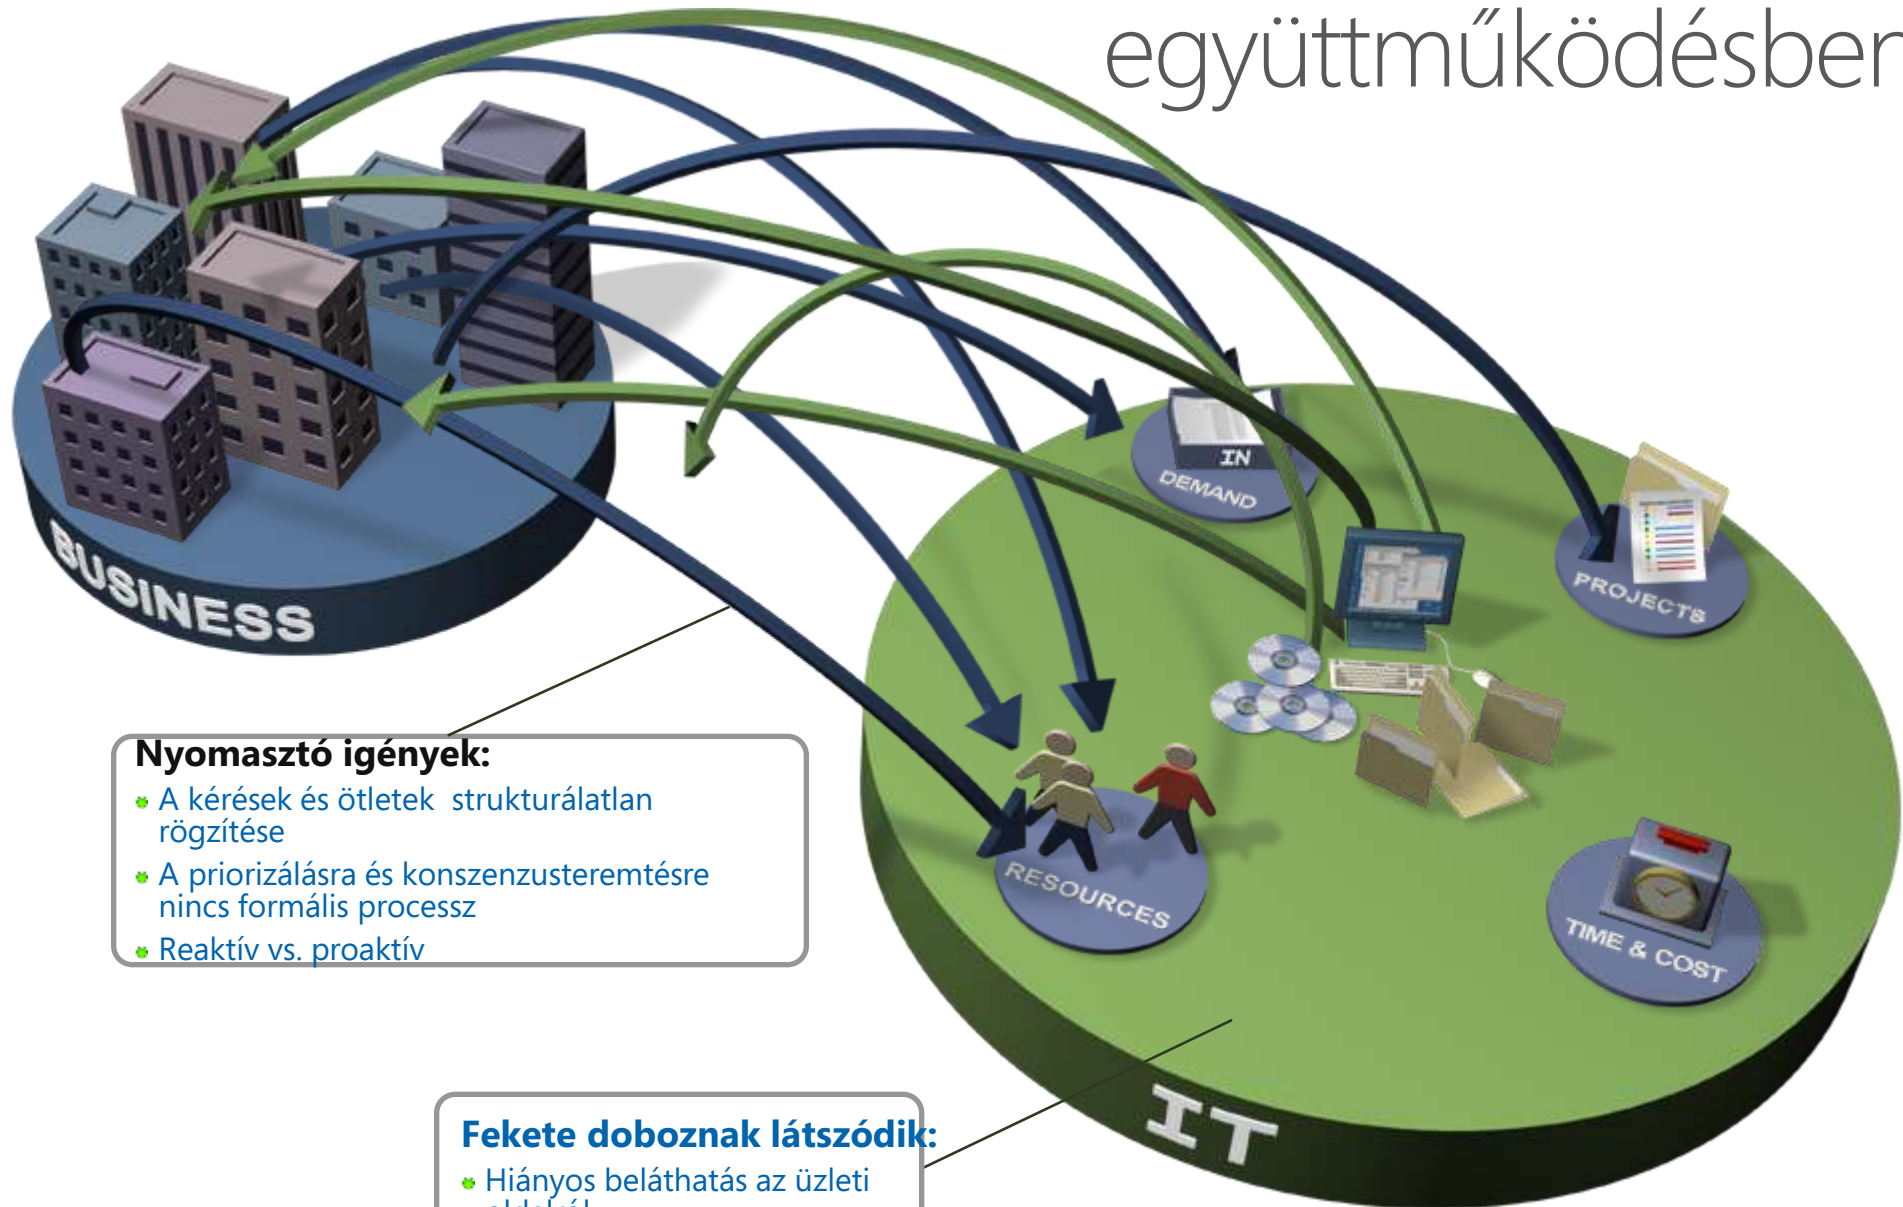 együttműködésben
BUSINESS
IN
DEMAND
PROJECTS
RESOURCES
TIME & COST
IT
Nyomasztó igények:
A kérések és ötletek strukturálatlan
rögzítése
A priorizálásra és konszenzusteremtésre
nincs formális processz
Reaktív vs. proaktív
Fekete doboznak látszódik:
Hiányos beláthatás az üzleti